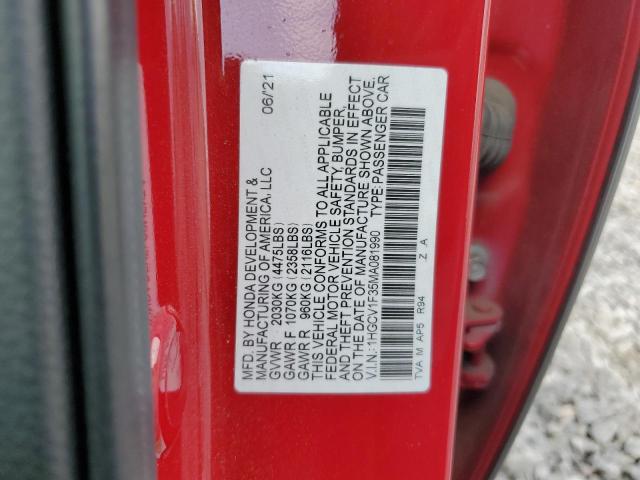 MFD. BY HONDA DEVELOPMENT & 06/'21
MANUFACTURING OF AMERICA, LLC
GVWR 2030KG(4475LBS)
GAWR F 1070KG(2358LBS)
GAWR R 960KG(2116LBS)
THIS VEHICLE CONFORMS TO ALL APPLICABLE
FEDERAL MOTOR VEHICLE SAFETY, BUMPER,
AND THEFT PREVENTION STANDARDS IN EFFECT
ON THE DATE OF MANUFACTURE SHOWN ABOVE.
V.I.N.:1HGCV1F35MA081990 TYPE:PASSENGER CAR
TVA M AP5 R94 Z A